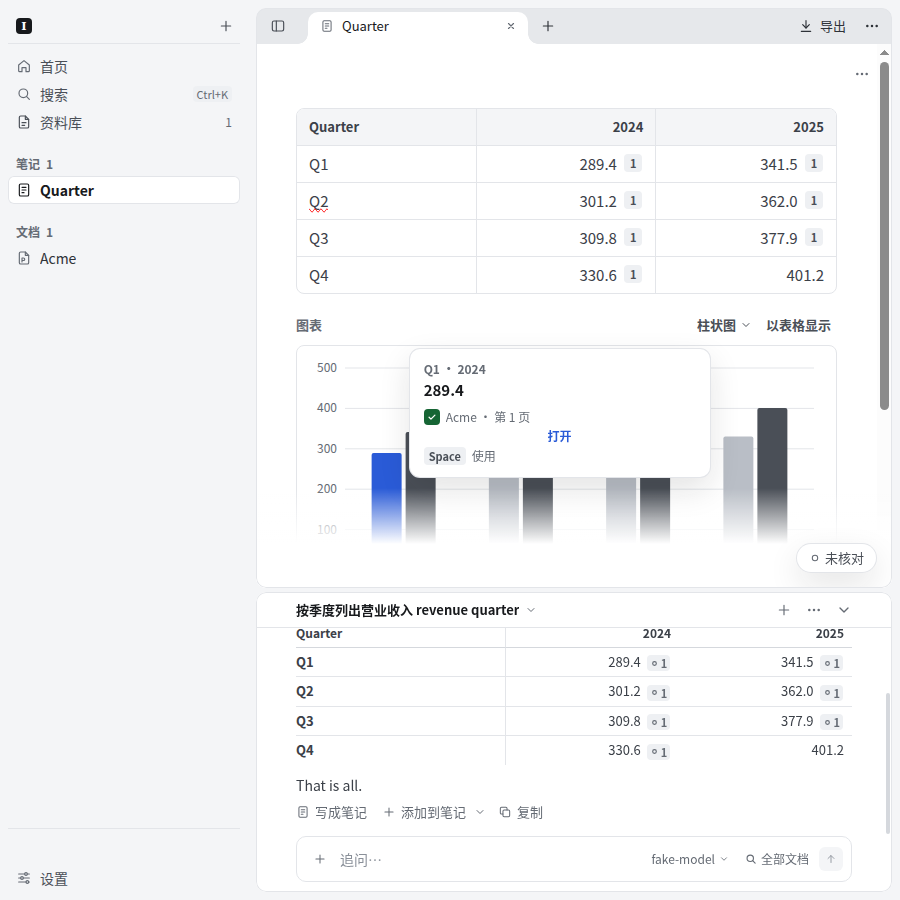 I
首页
搜索 Ctrl+K
资料库 1
笔记 1
Quarter
文档 1
Acme
设置
Quarter
导出
Quarter 2024 2025
Q1 289.4 1 341.5 1
Q2 301.2 1 362.0 1
Q3 309.8 1 377.9 1
Q4 330.6 1 401.2
图表 柱状图 以表格显示
500
400
300
200
100
Q1 • 2024
289.4
Acme • 第 1 页
打开
Space 使用
未核对
按季度列出营业收入 revenue quarter
Quarter 2024 2025
Q1 289.4 1 341.5 1
Q2 301.2 1 362.0 1
Q3 309.8 1 377.9 1
Q4 330.6 1 401.2
That is all.
写成笔记 添加到笔记 复制
追问… fake-model 全部文档